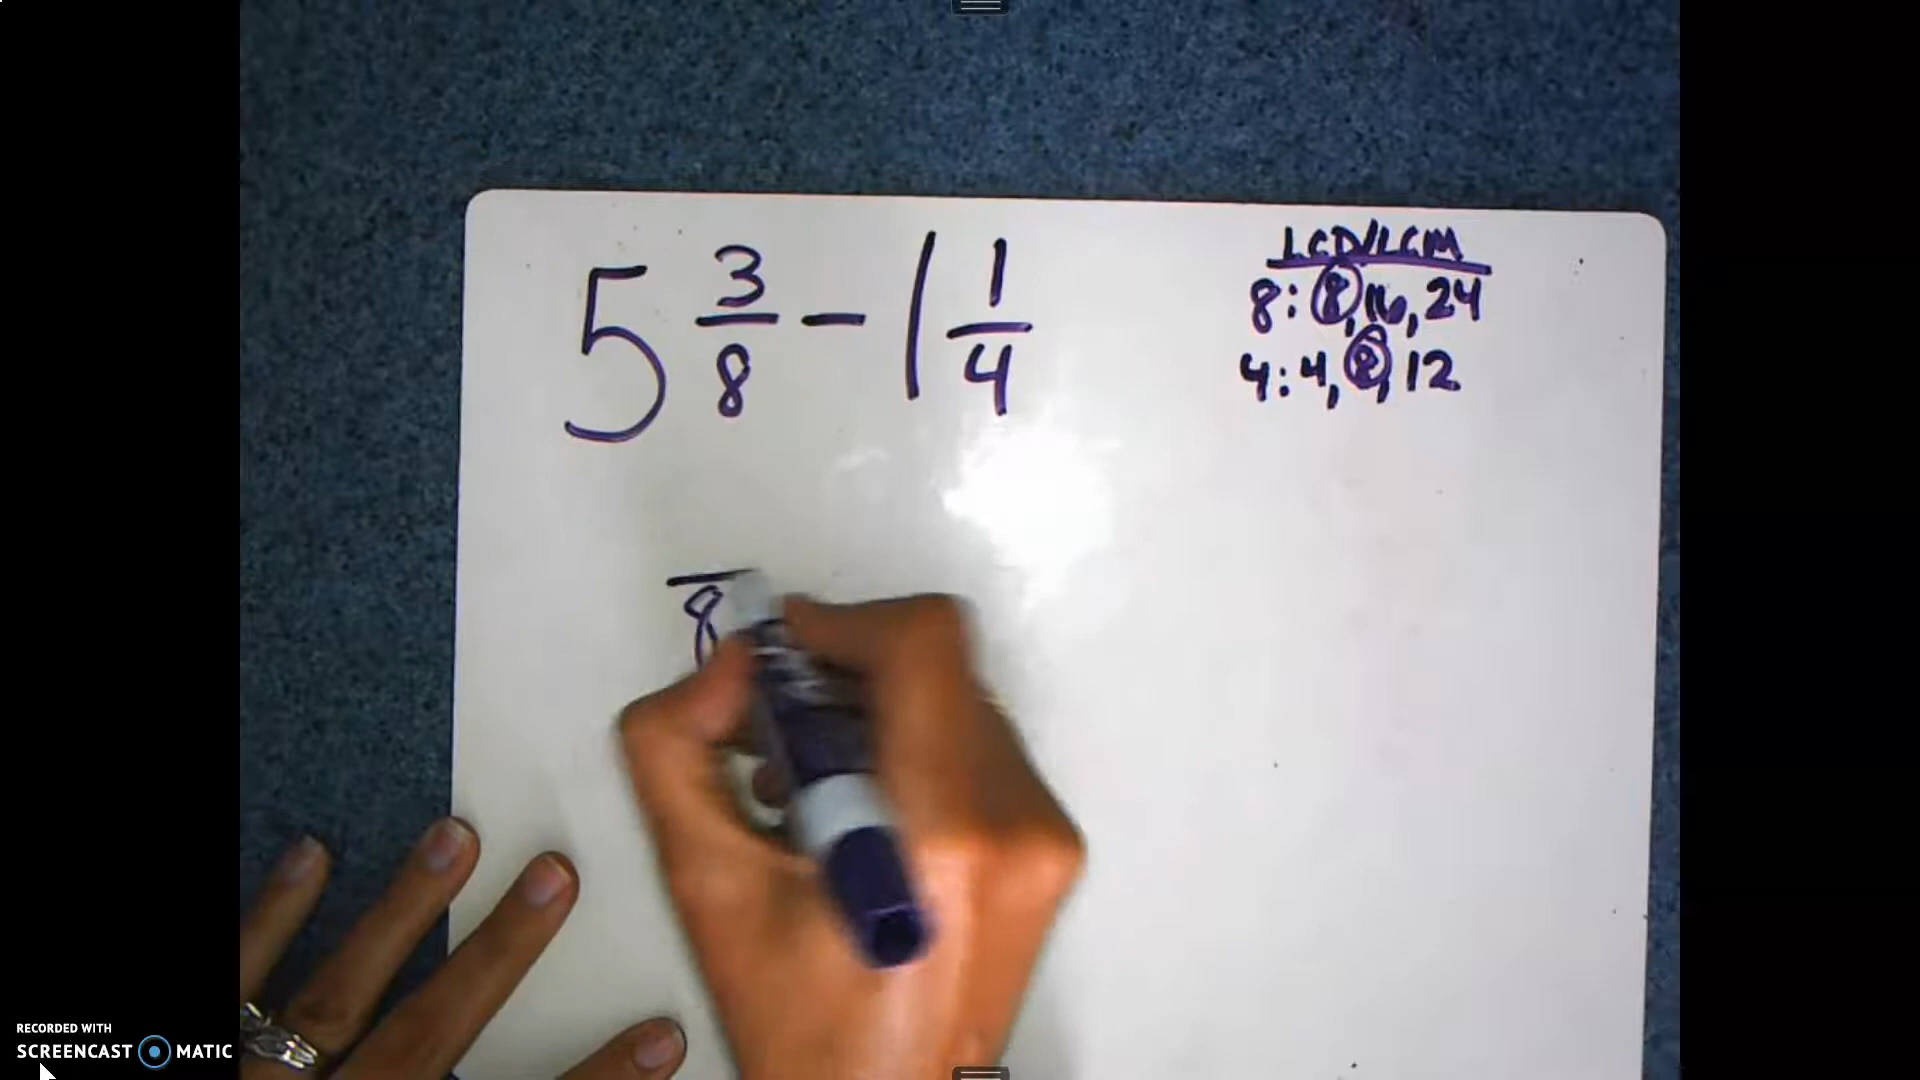 5 3/8 - 1 1/4
LCD/LCM
8: 8, 16, 24
4: 4, 8, 12
8
RECORDED WITH
SCREENCAST MATIC